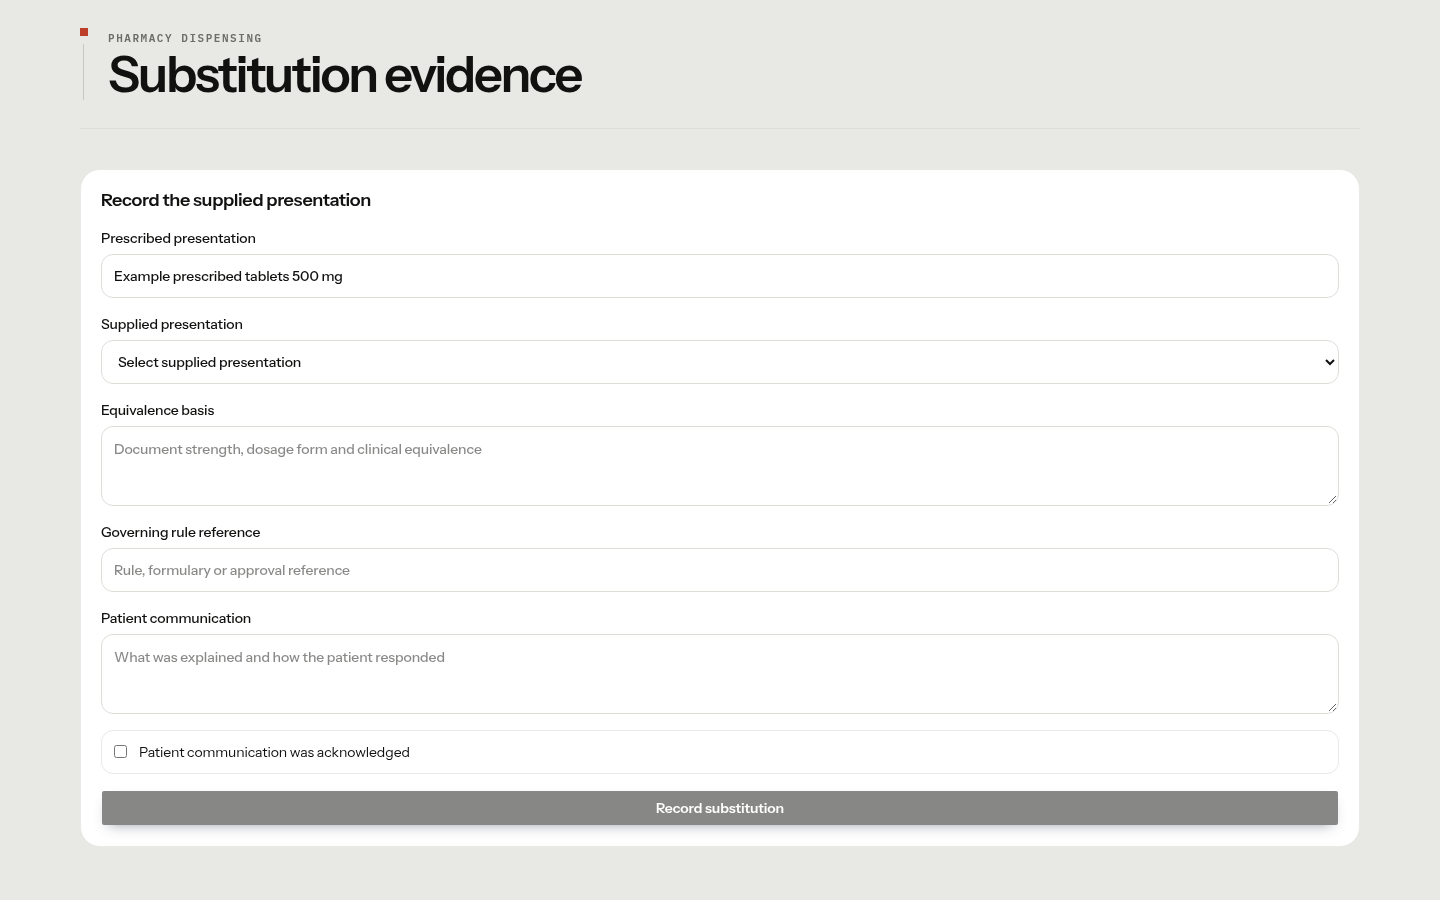 PHARMACY DISPENSING
Substitution evidence
Record the supplied presentation
Prescribed presentation
Example prescribed tablets 500 mg
Supplied presentation
Select supplied presentation
Equivalence basis
Document strength, dosage form and clinical equivalence
Governing rule reference
Rule, formulary or approval reference
Patient communication
What was explained and how the patient responded
Patient communication was acknowledged
Record substitution